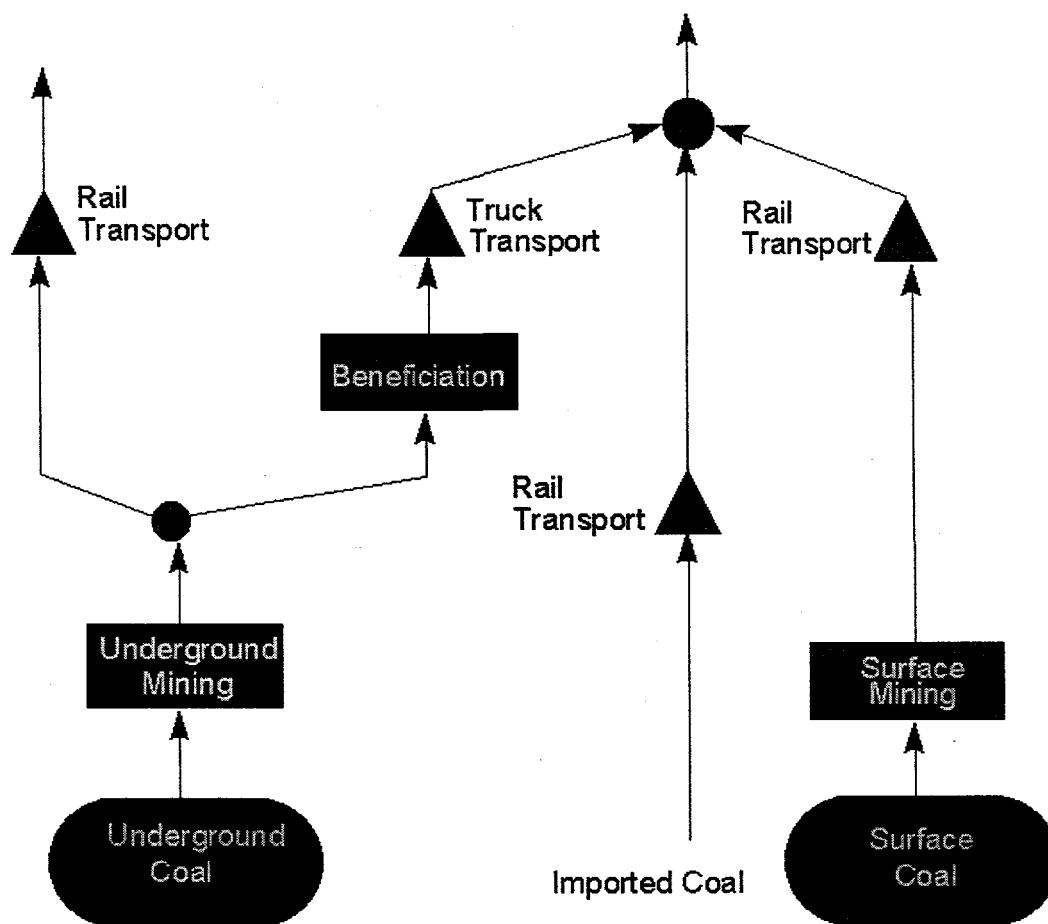 Rail
Transport
Truck
Transport
Rail
Transport
Beneficiation
Rail
Transport
Underground
Mining
Surface
Mining
Underground
Coal
Imported Coal
Surface
Coal